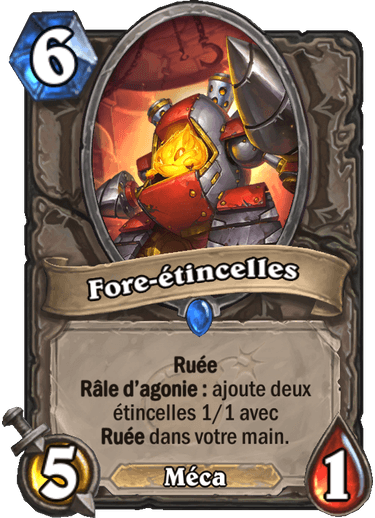 6
Fore-étincelles
Ruée
Râle d'agonie : ajoute deux
étincelles 1/1 avec
Ruée dans votre main.
5
Méca
1